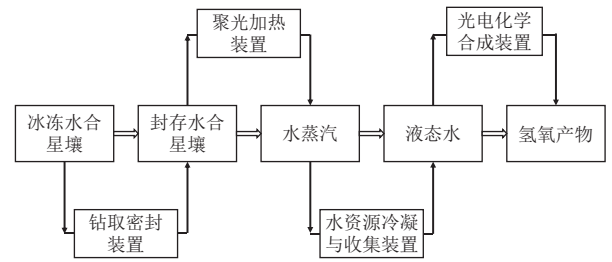 聚光加热
装置
光电化学
合成装置
冰冻水合
星壤
封存水合
星壤
水蒸汽
液态水
氢氧产物
钻取密封
装置
水资源冷凝
与收集装置